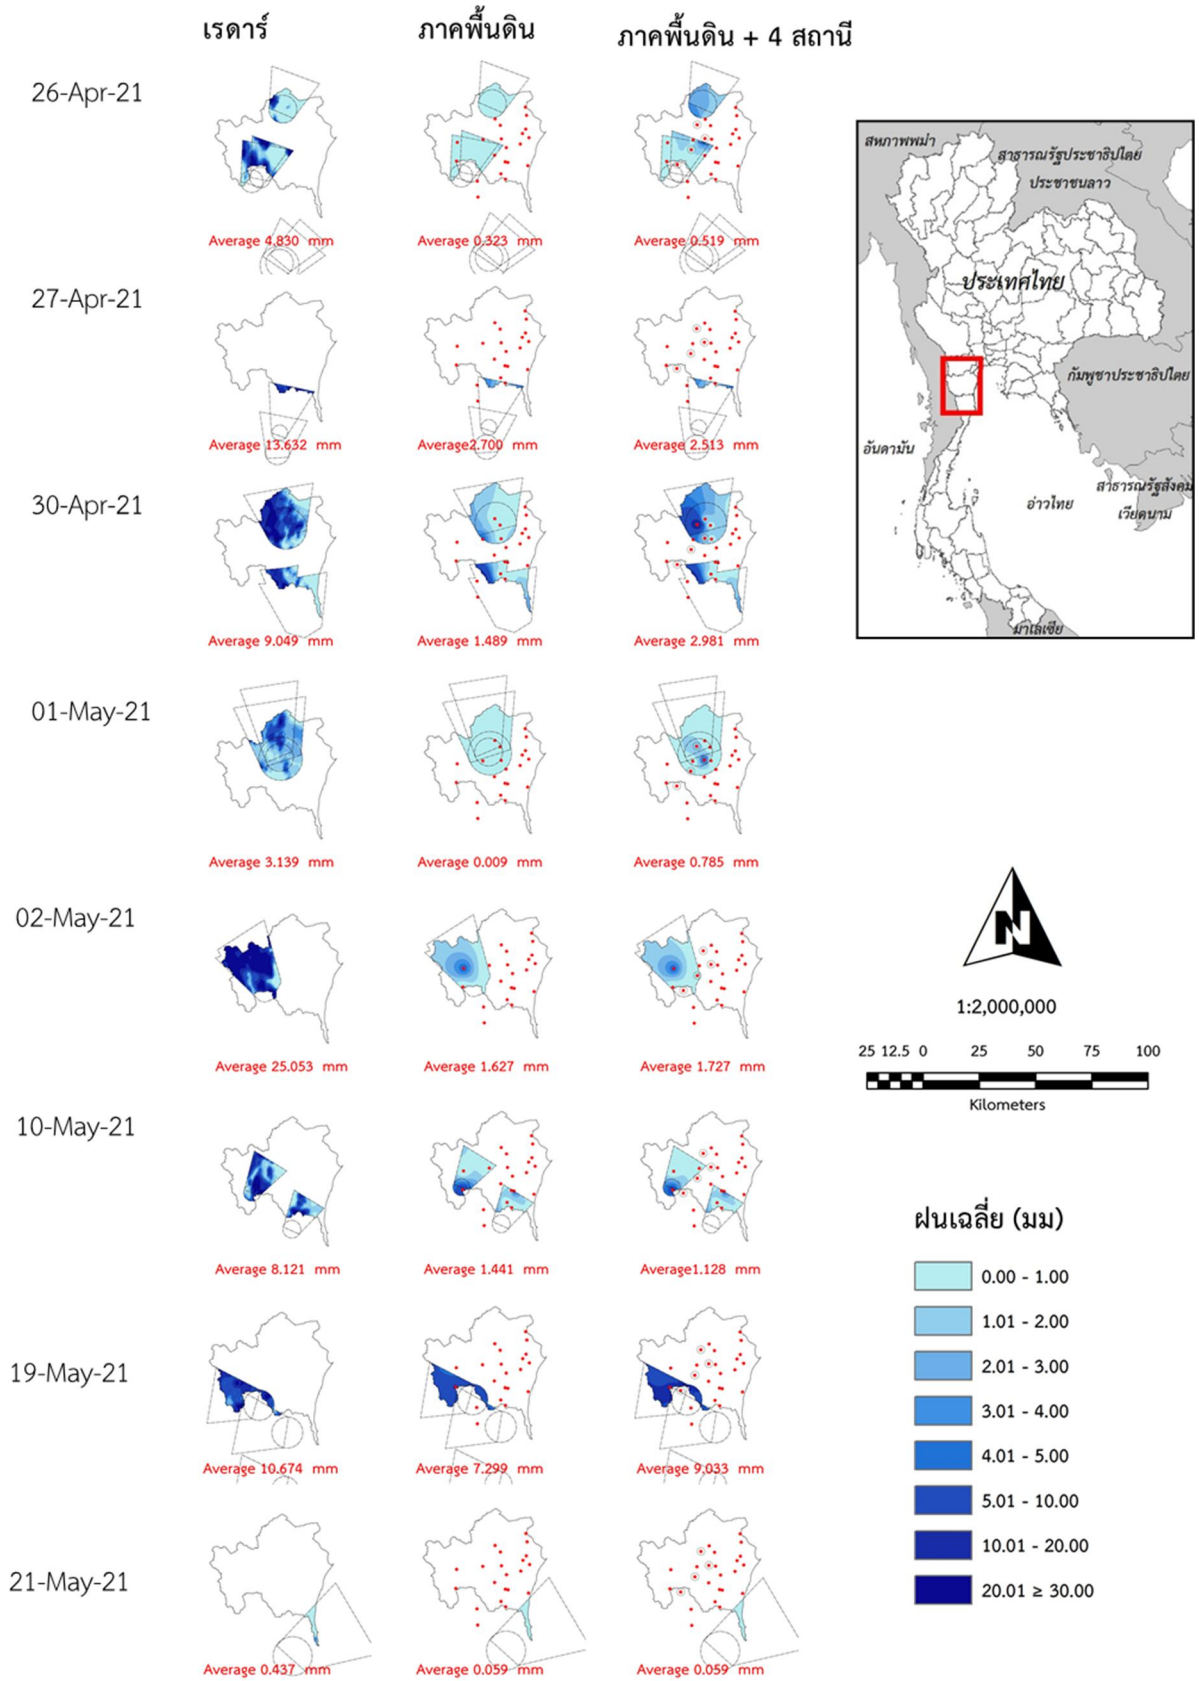 เรดาร์
ภาคพื้นดิน
ภาคพื้นดิน + 4 สถานี
26-Apr-21
Average 4.830 mm
Average 0.323 mm
Average 0.519 mm
27-Apr-21
Average 13.632 mm
Average2.700 mm
Average 2.513 mm
30-Apr-21
Average 9.049 mm
Average 1.489 mm
Average 2.981 mm
01-May-21
Average 3.139 mm
Average 0.009 mm
Average 0.785 mm
02-May-21
Average 25.053 mm
Average 1.627 mm
Average 1.727 mm
10-May-21
Average 8.121 mm
Average 1.441 mm
Average1.128 mm
19-May-21
Average 10.674 mm
Average 7.299 mm
Average 9.033 mm
21-May-21
Average 0.437 mm
Average 0.059 mm
Average 0.059 mm
สหภาพพม่า
สาธารณรัฐประชาธิปไตย
ประชาชนลาว
ประเทศไทย
กัมพูชาประชาธิปไตย
อันดามัน
อ่าวไทย
สาธารณรัฐสังคม
เวียดนาม
มาเลเซีย
N
1:2,000,000
25 12.5 0 25 50 75 100
Kilometers
ฝนเฉลี่ย (มม)
0.00 - 1.00
1.01 - 2.00
2.01 - 3.00
3.01 - 4.00
4.01 - 5.00
5.01 - 10.00
10.01 - 20.00
20.01 ≥ 30.00